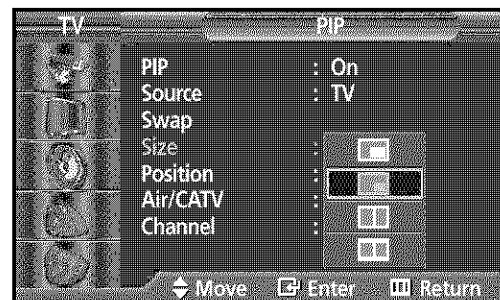 TV PIP
PIP : On
Source : TV
Swap
Size :
Position :
Air/CATV :
Channel :
Move Enter Return